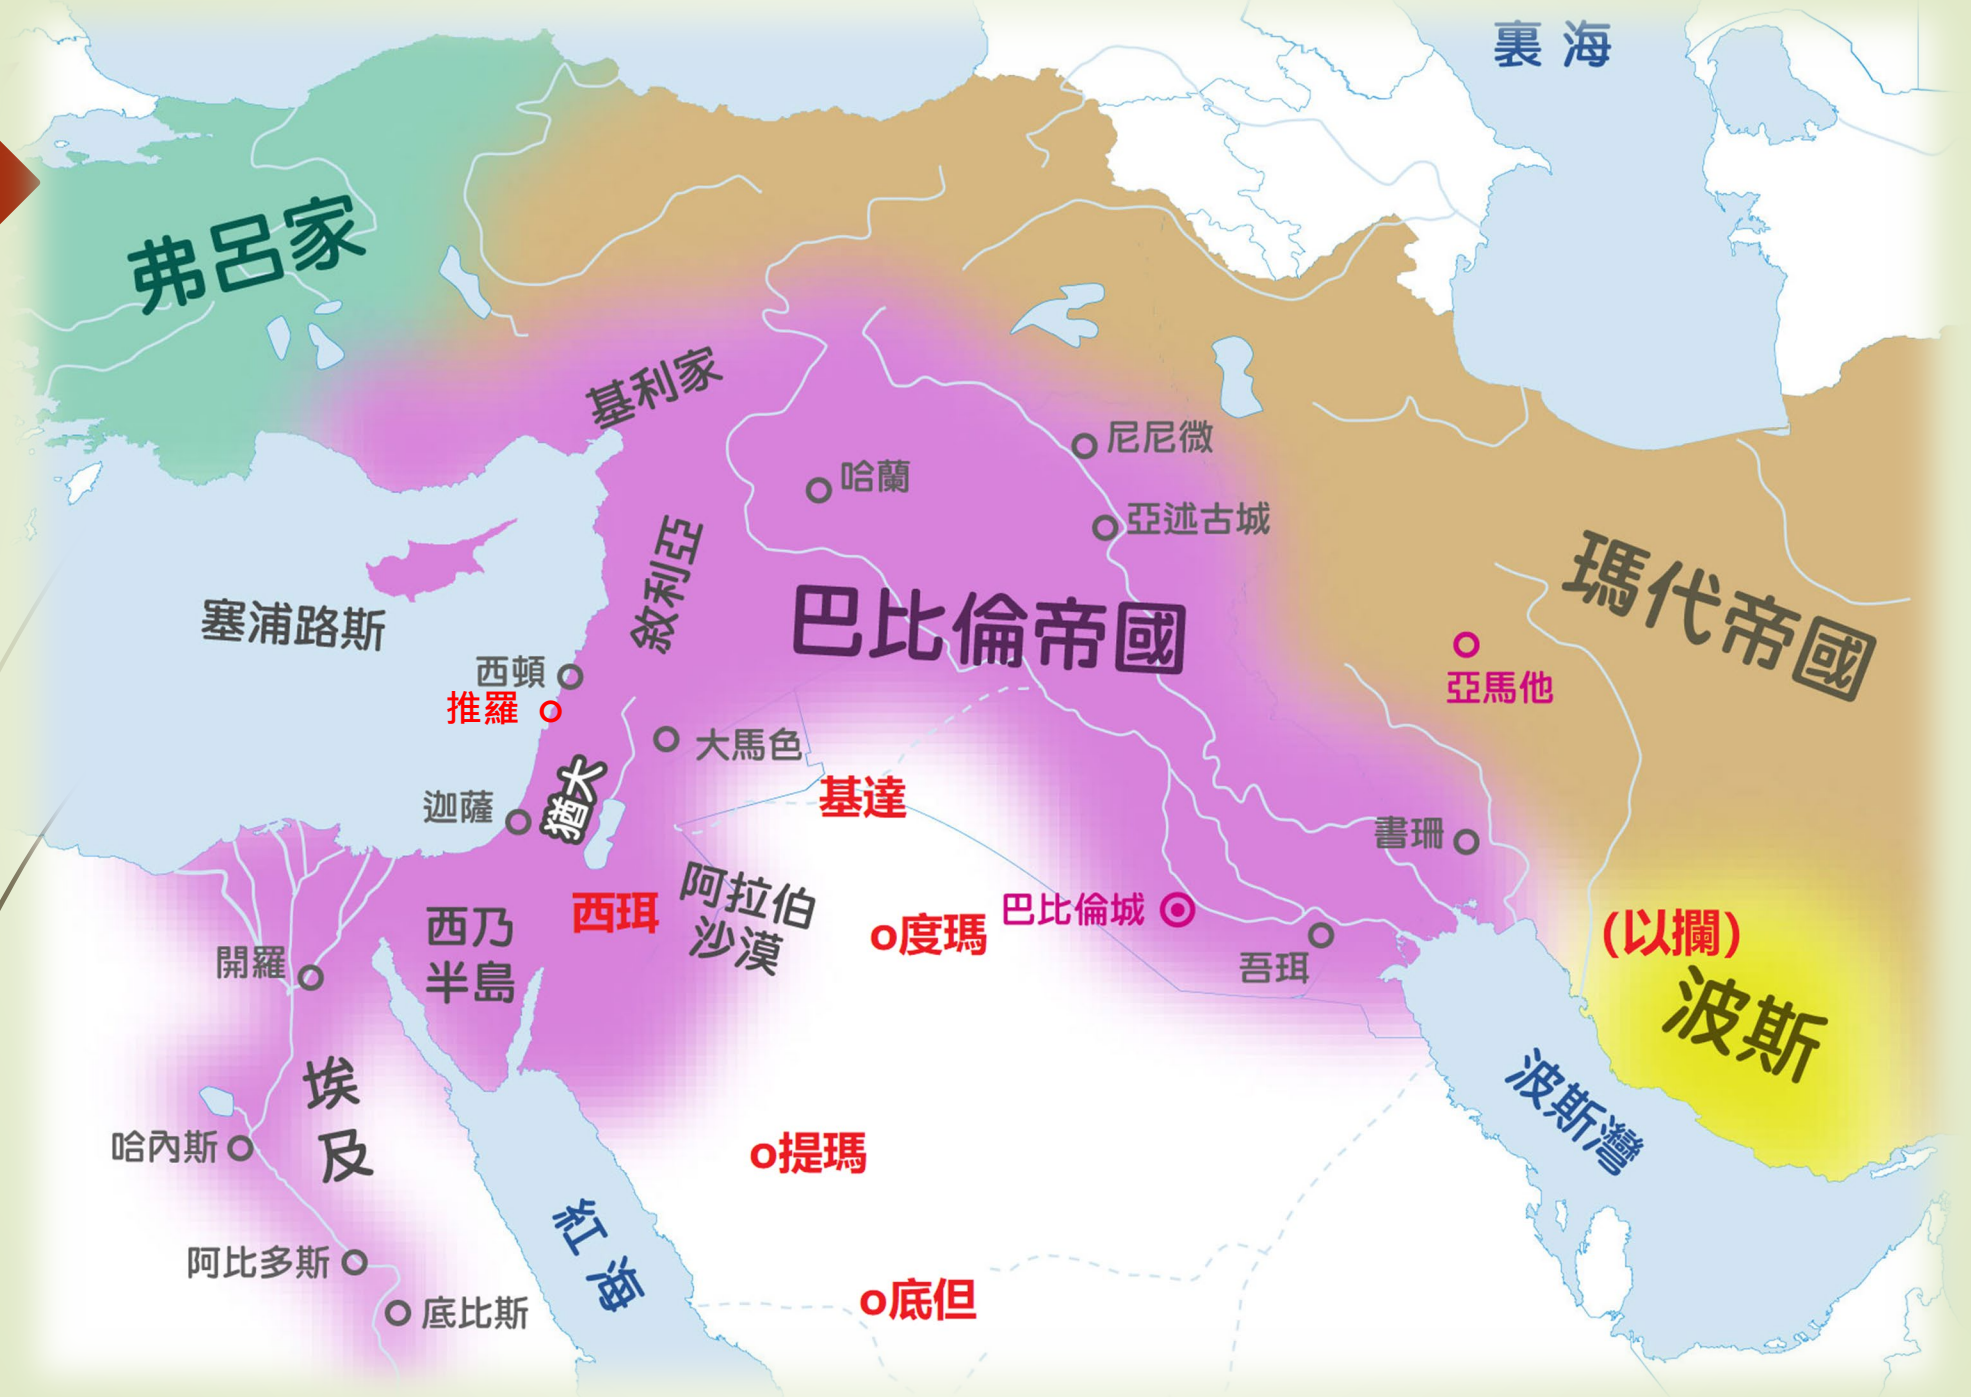 裏海
弗呂家
基利家
尼尼微
哈蘭
亞述古城
敘利亞
瑪代帝國
巴比倫帝國
塞浦路斯
西頓
亞馬他
推羅
大馬色
基達
猶大
迦薩
書珊
阿拉伯
沙漠
西珥
西乃
半島
o度瑪
巴比倫城
(以攔)
開羅
吾珥
波斯
埃及
波斯灣
哈內斯
o提瑪
紅海
阿比多斯
底比斯
o底但